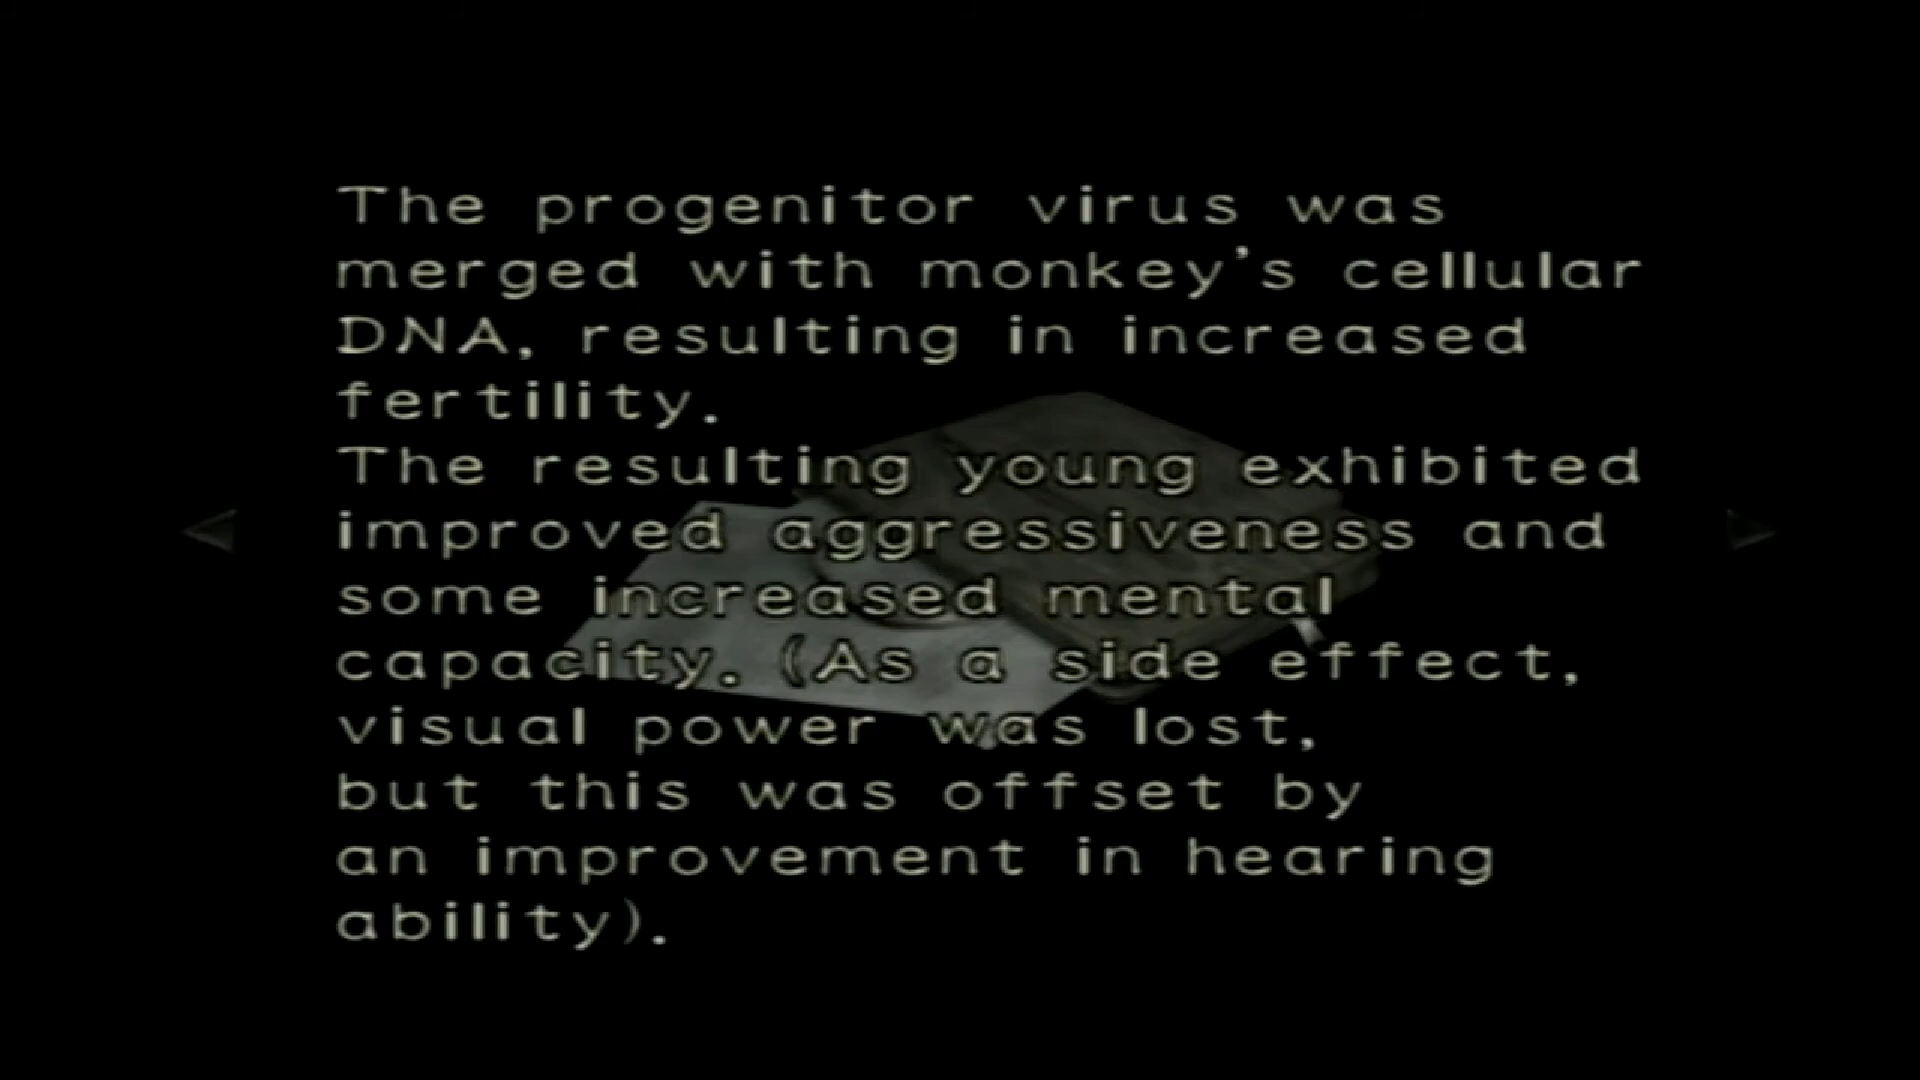 The progenitor virus was
merged with monkey's cellular
DNA, resulting in increased
fertility.
The resulting young exhibited
improved aggressiveness and
some increased mental
capacity. (As a side effect,
visual power was lost,
but this was offset by
an improvement in hearing
ability).